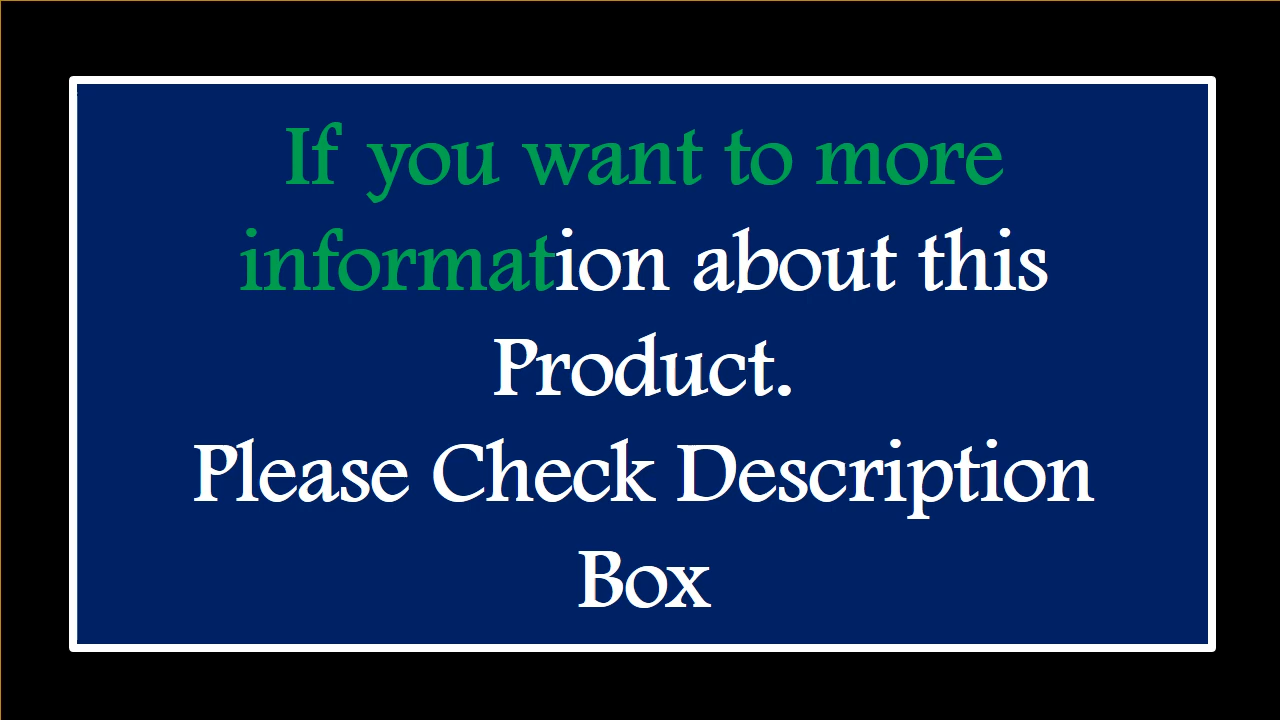 If you want to more
information about this
Product.
Please Check Description
Box